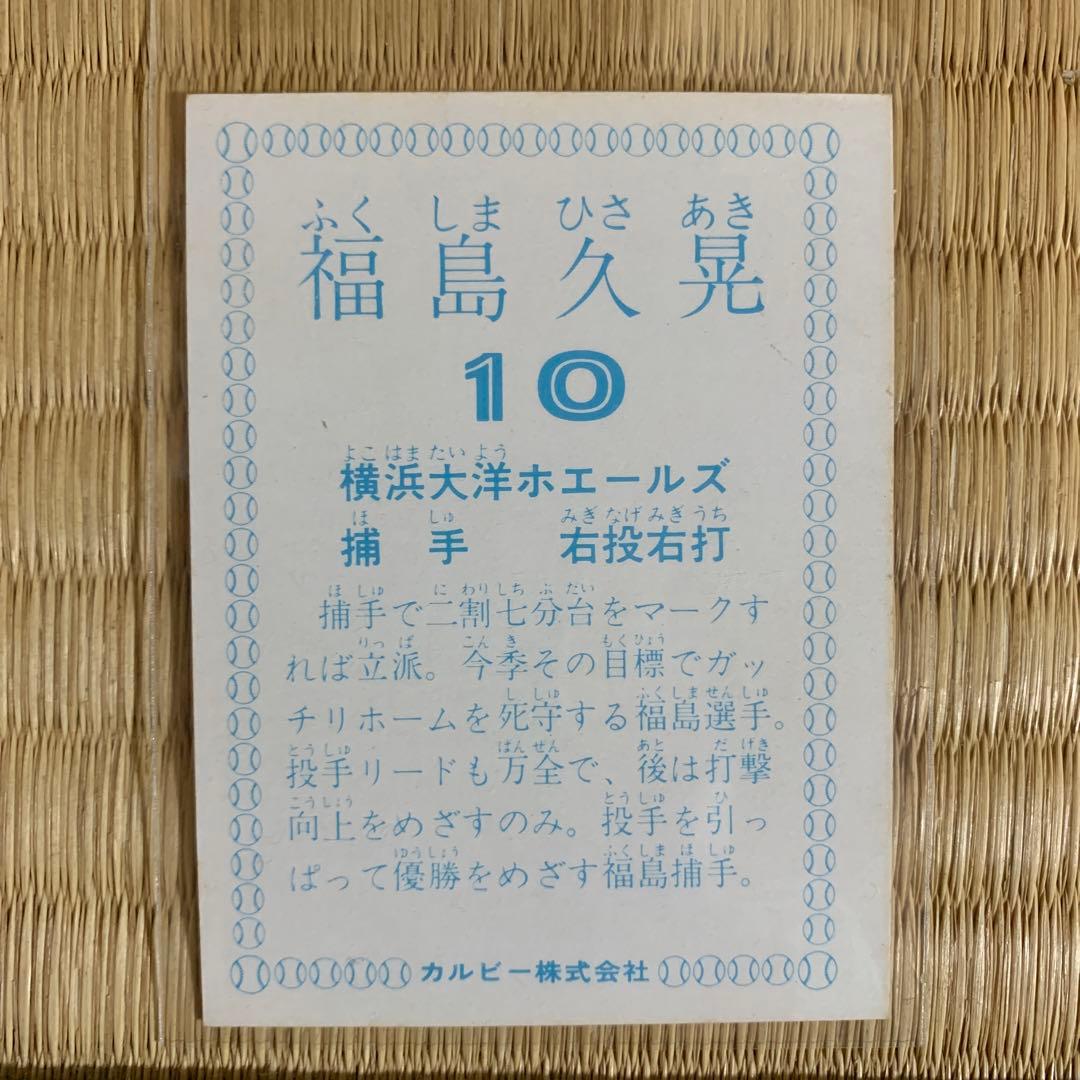 ふく しま ひさ あき
福島久晃
10
よこ はま たい よう
横浜大洋ホエールズ
ほ しゅ みぎ なげ みぎ うち
捕手 右投右打
ほ しゅ に わり しち ぶ だい
捕手で二割七分台をマークす
りっ ぱ こん き もく ひょう
れば立派。今季その目標でガッ
し しゅ ふく しま せん しゅ
チリホームを死守する福島選手。
とう しゅ ばん ぜん あと だ げき
投手リードも万全で、後は打撃
こう じょう とう しゅ ひ
向上をめざすのみ。投手を引っ
ゆう しょう ふく しま ほ しゅ
ぱって優勝をめざす福島捕手。
カルビー株式会社